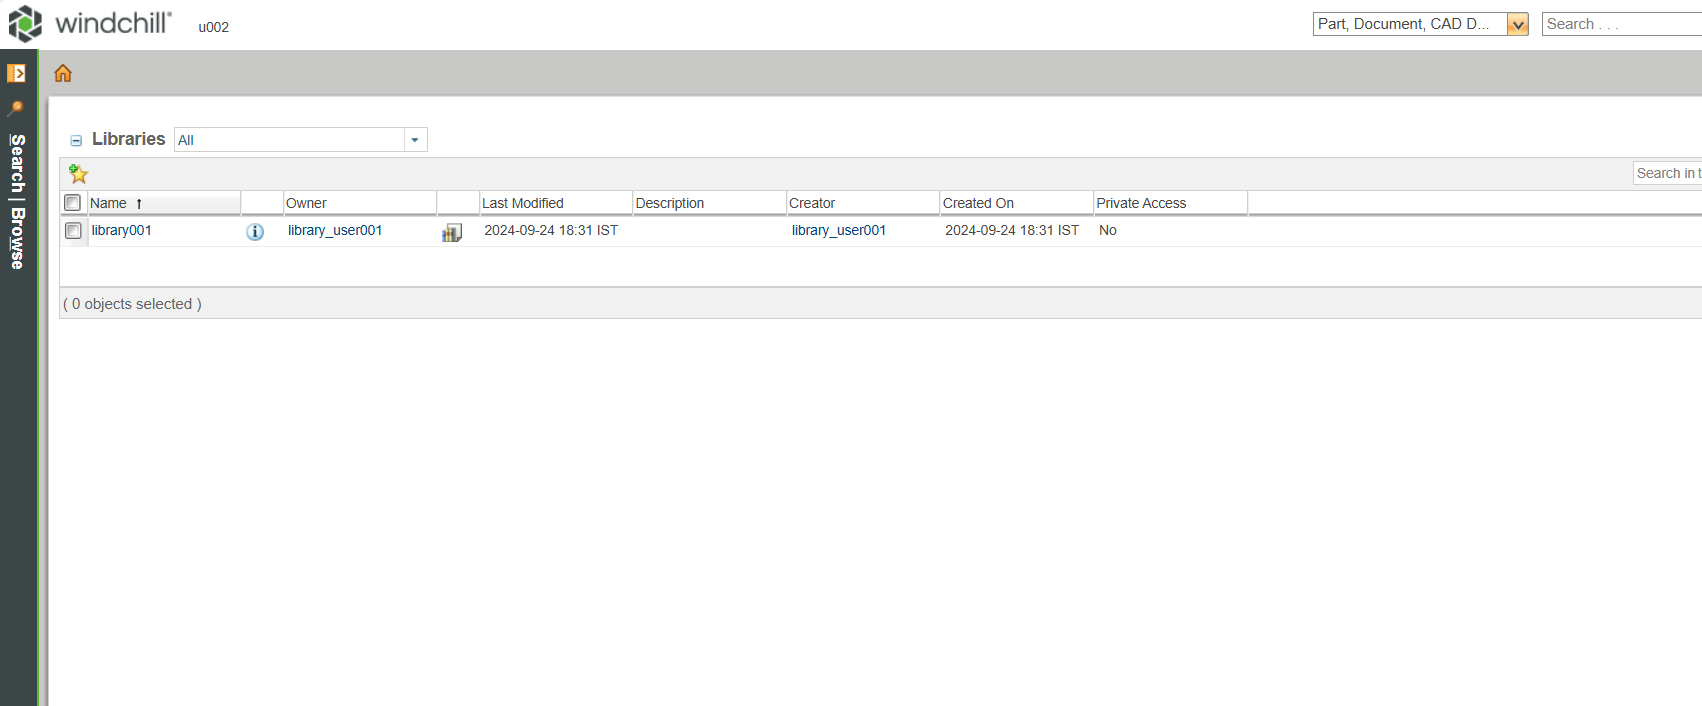 windchill® u002 Part, Document, CAD D... Search . . .
Search | Browse
Libraries All
Search in t
Name ↑ Owner Last Modified Description Creator Created On Private Access
library001 library_user001 2024-09-24 18:31 IST library_user001 2024-09-24 18:31 IST No
( 0 objects selected )